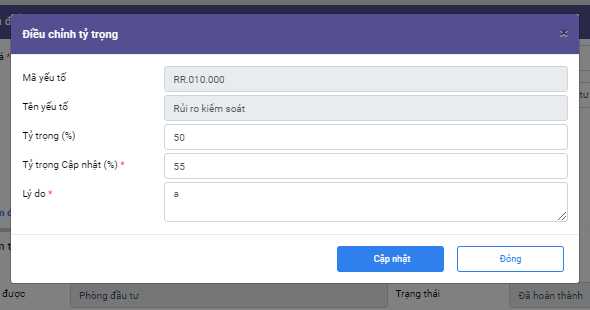 Điều chỉnh tỷ trọng ×
Mã yếu tố RR.010.000
Tên yếu tố Rủi ro kiểm soát
Tỷ trọng (%) 50
Tỷ trọng Cập nhật (%) * 55
Lý do * a
Cập nhật Đóng
được Phòng đầu tư Trạng thái Đã hoàn thành